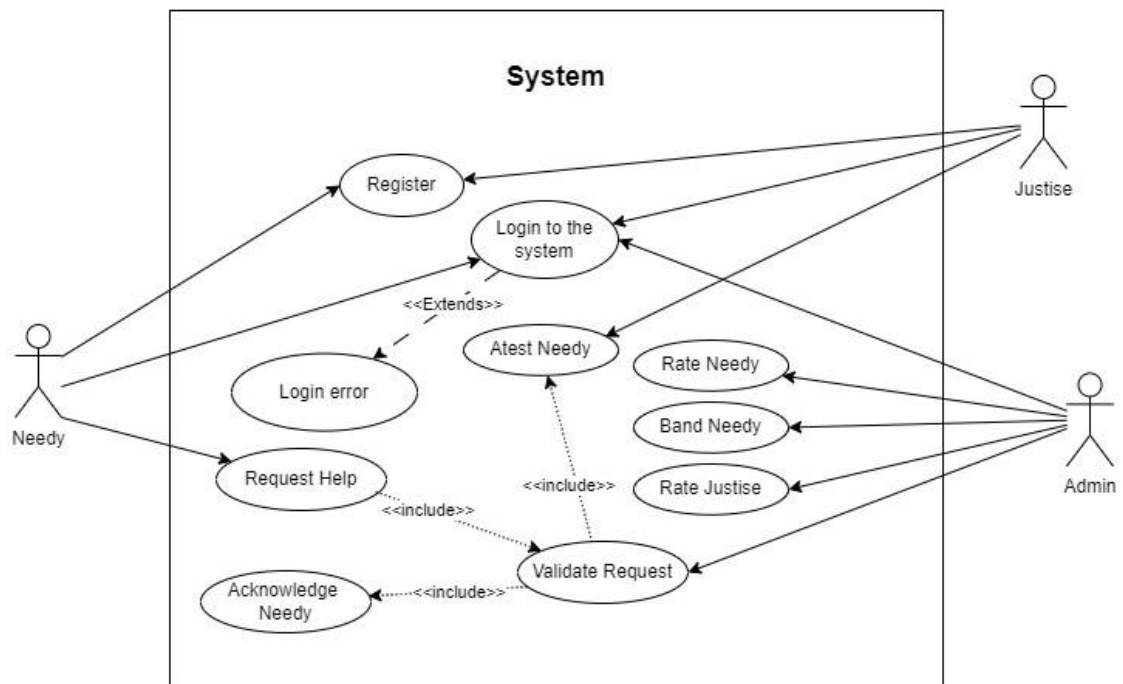 System
Justise
Register
Login to the
system
<<Extends>>
Atest Needy
Rate Needy
Login error
Needy
Band Needy
Request Help
<<include>>
Rate Justise
Admin
<<include>>
Validate Request
Acknowledge
Needy
<<include>>